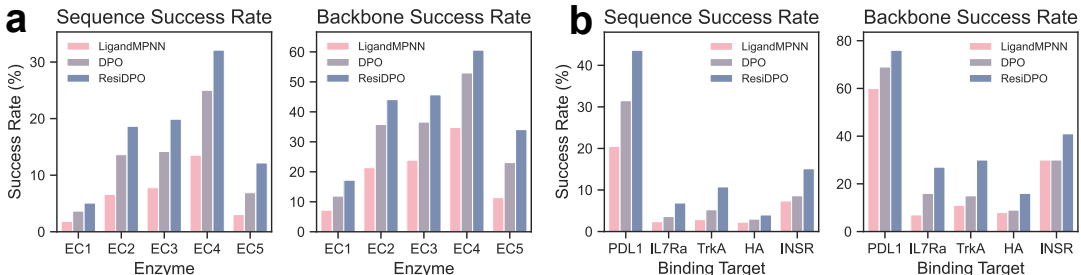 a
Sequence Success Rate
Success Rate (%)
30
20
10
0
LigandMPNN
DPO
ResiDPO
EC1 EC2 EC3 EC4 EC5
Enzyme
Backbone Success Rate
60
50
40
30
20
10
0
LigandMPNN
DPO
ResiDPO
EC1 EC2 EC3 EC4 EC5
Enzyme
b
Sequence Success Rate
Success Rate (%)
40
30
20
10
0
LigandMPNN
DPO
ResiDPO
PDL1 IL7Ra TrkA HA INSR
Binding Target
Backbone Success Rate
80
60
40
20
0
LigandMPNN
DPO
ResiDPO
PDL1 IL7Ra TrkA HA INSR
Binding Target